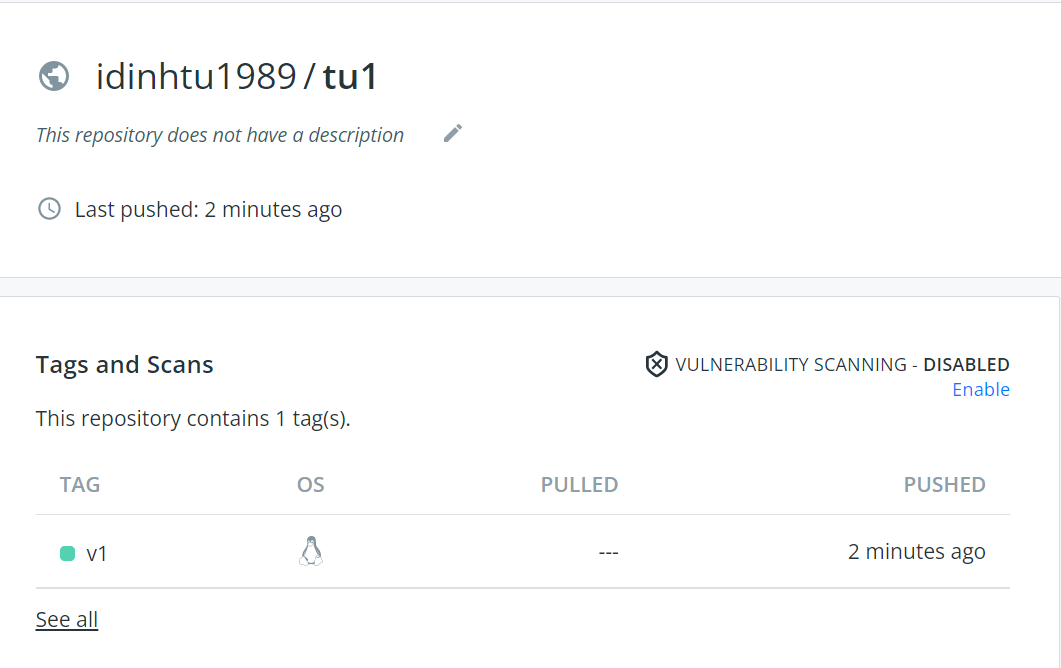 idinhtu1989 / tu1
This repository does not have a description
Last pushed: 2 minutes ago
Tags and Scans
VULNERABILITY SCANNING - DISABLED
Enable
This repository contains 1 tag(s).
TAG OS PULLED PUSHED
v1 --- 2 minutes ago
See all